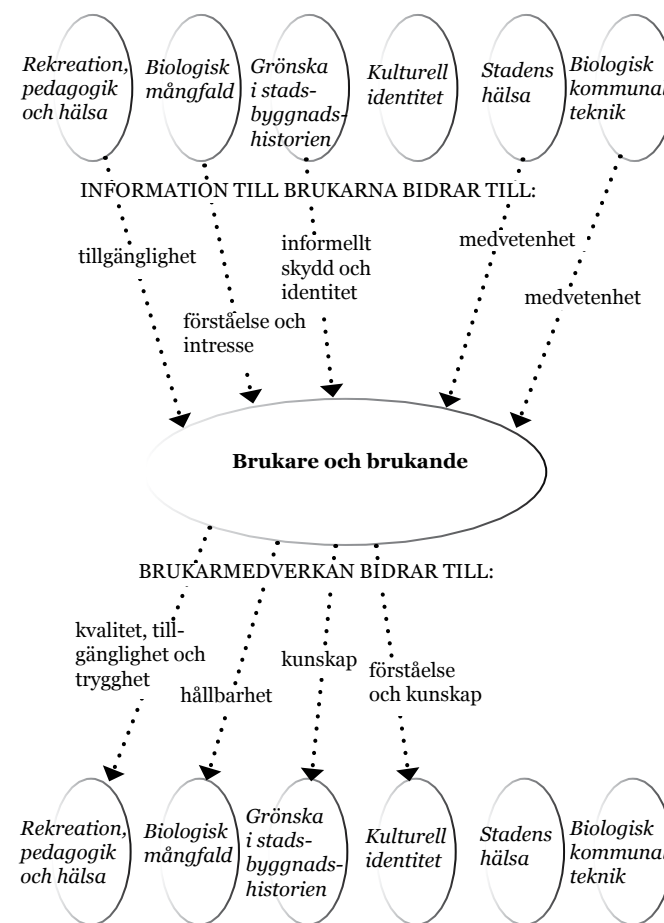 Rekreation,
pedagogik
och hälsa
Biologisk
mångfald
Grönska
i stads-
byggnads-
historien
Kulturell
identitet
Stadens
hälsa
Biologisk
kommunal
teknik
INFORMATION TILL BRUKARNA BIDRAR TILL:
tillgänglighet
förståelse och
intresse
informellt
skydd och
identitet
medvetenhet
medvetenhet
Brukare och brukande
BRUKARMEDVERKAN BIDRAR TILL:
kvalitet, till-
gänglighet och
trygghet
hållbarhet
kunskap
förståelse
och kunskap
Rekreation,
pedagogik
och hälsa
Biologisk
mångfald
Grönska
i stads-
byggnads-
historien
Kulturell
identitet
Stadens
hälsa
Biologisk
kommunal
teknik